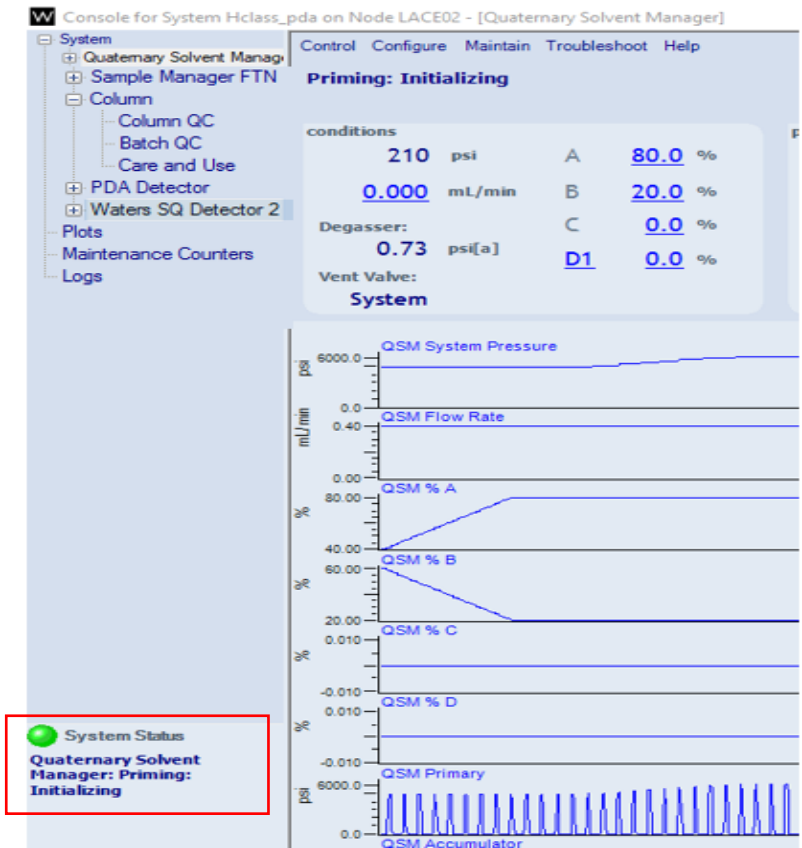 W Console for System Hclass_pda on Node LACE02 - [Quaternary Solvent Manager]
System
Quaternary Solvent Manag
Sample Manager FTN
Column
Column QC
Batch QC
Care and Use
PDA Detector
Waters SQ Detector 2
Plots
Maintenance Counters
Logs
Control Configure Maintain Troubleshoot Help
Priming: Initializing
conditions
210 psi A 80.0 %
0.000 mL/min B 20.0 %
Degasser: C 0.0 %
0.73 psi[a] D1 0.0 %
Vent Valve:
System
QSM System Pressure
psi
6000.0
0.0
QSM Flow Rate
mL/min
0.40
0.00
QSM % A
%
80.00
40.00
QSM % B
%
60.00
20.00
QSM % C
%
0.010
-0.010
QSM % D
%
0.010
-0.010
QSM Primary
psi
6000.0
0.0
QSM Accumulator
System Status
Quaternary Solvent
Manager: Priming:
Initializing